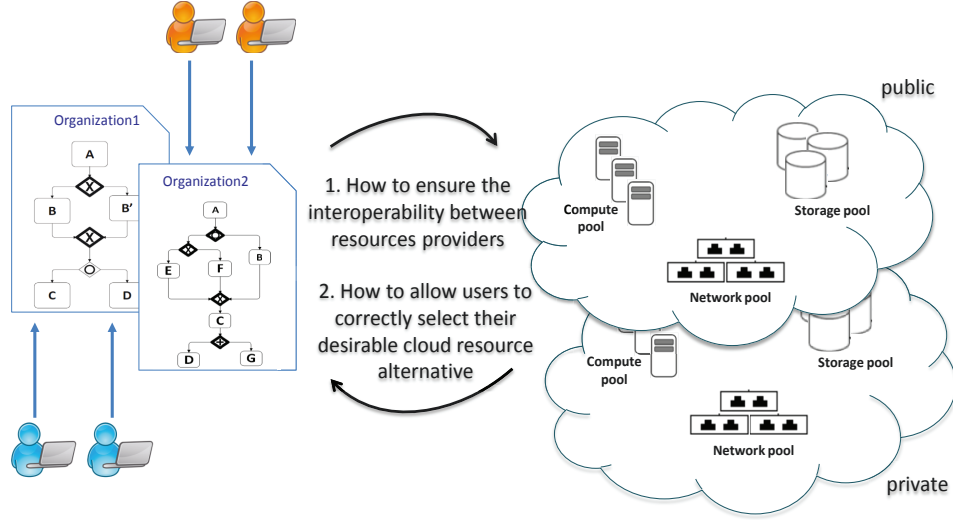 public
Organization1
A
X
B
B'
X
C
D
Organization2
A
E
F
B
C
D
G
1. How to ensure the
interoperability between
resources providers
2. How to allow users to
correctly select their
desirable cloud resource
alternative
Compute
pool
Storage pool
Network pool
Compute
pool
Storage pool
Network pool
private